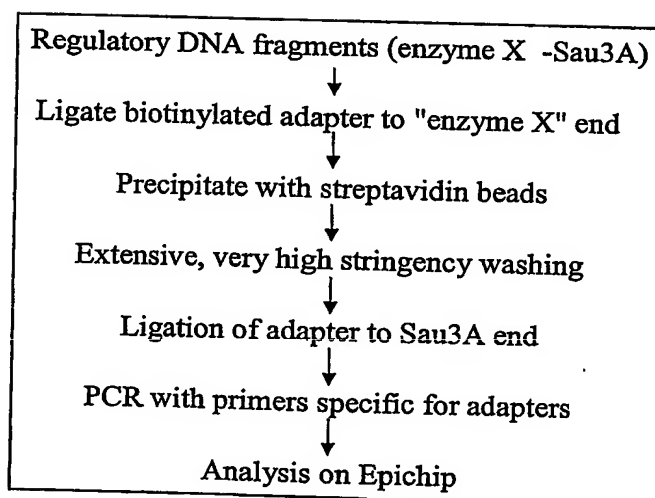 Regulatory DNA fragments (enzyme X -Sau3A)
Ligate biotinylated adapter to "enzyme X" end
Precipitate with streptavidin beads
Extensive, very high stringency washing
Ligation of adapter to Sau3A end
PCR with primers specific for adapters
Analysis on Epichip